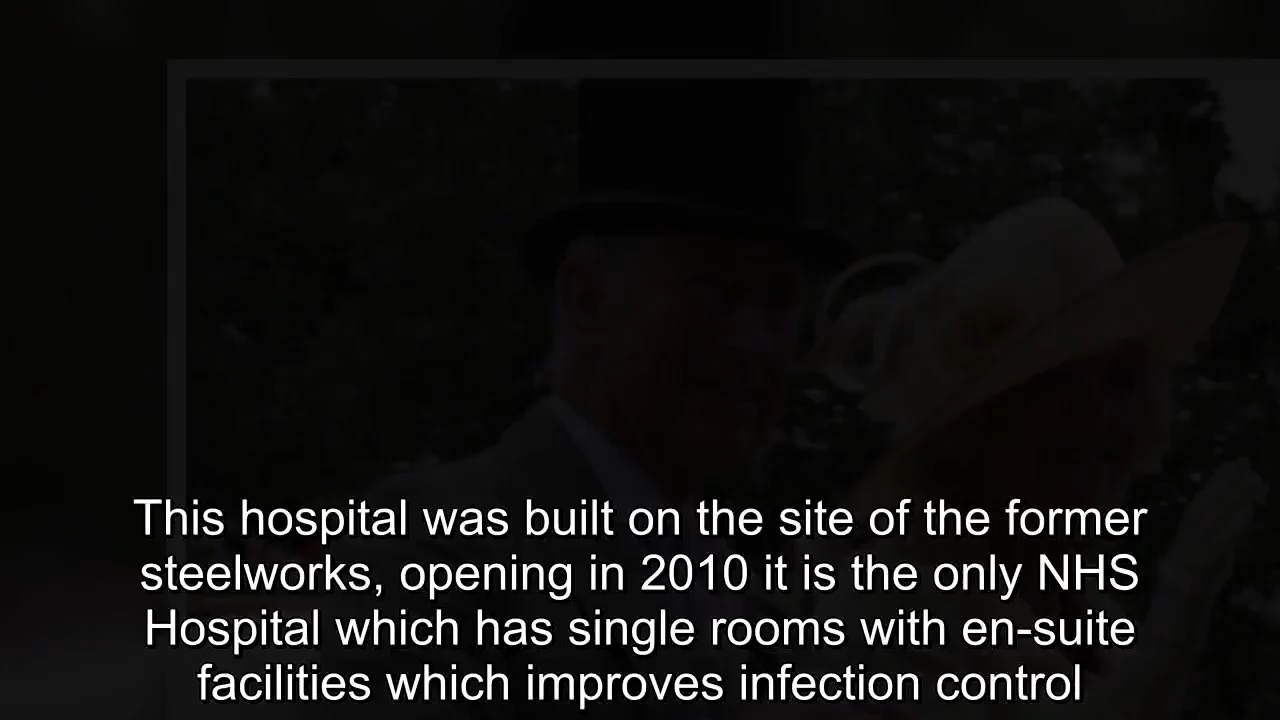 This hospital was built on the site of the former
steelworks, opening in 2010 it is the only NHS
Hospital which has single rooms with en-suite
facilities which improves infection control